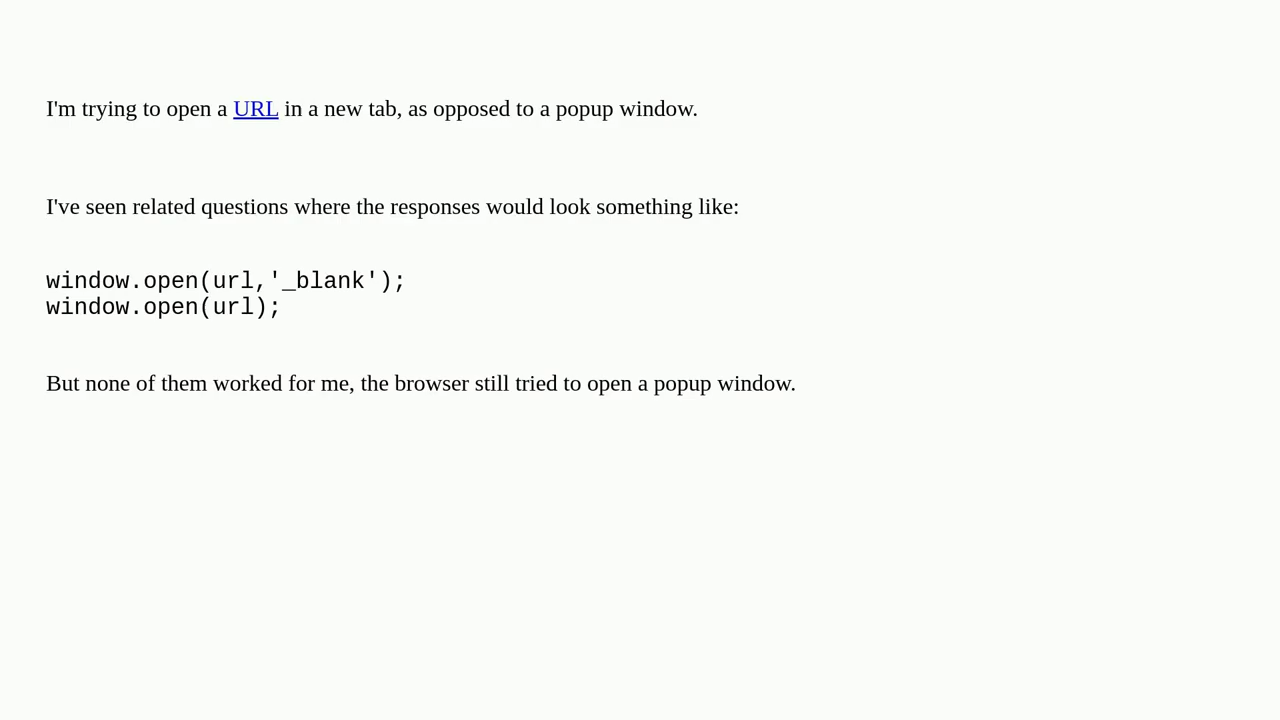 I'm trying to open a URL in a new tab, as opposed to a popup window.
I've seen related questions where the responses would look something like:
window.open(url,'_blank');
window.open(url);
But none of them worked for me, the browser still tried to open a popup window.